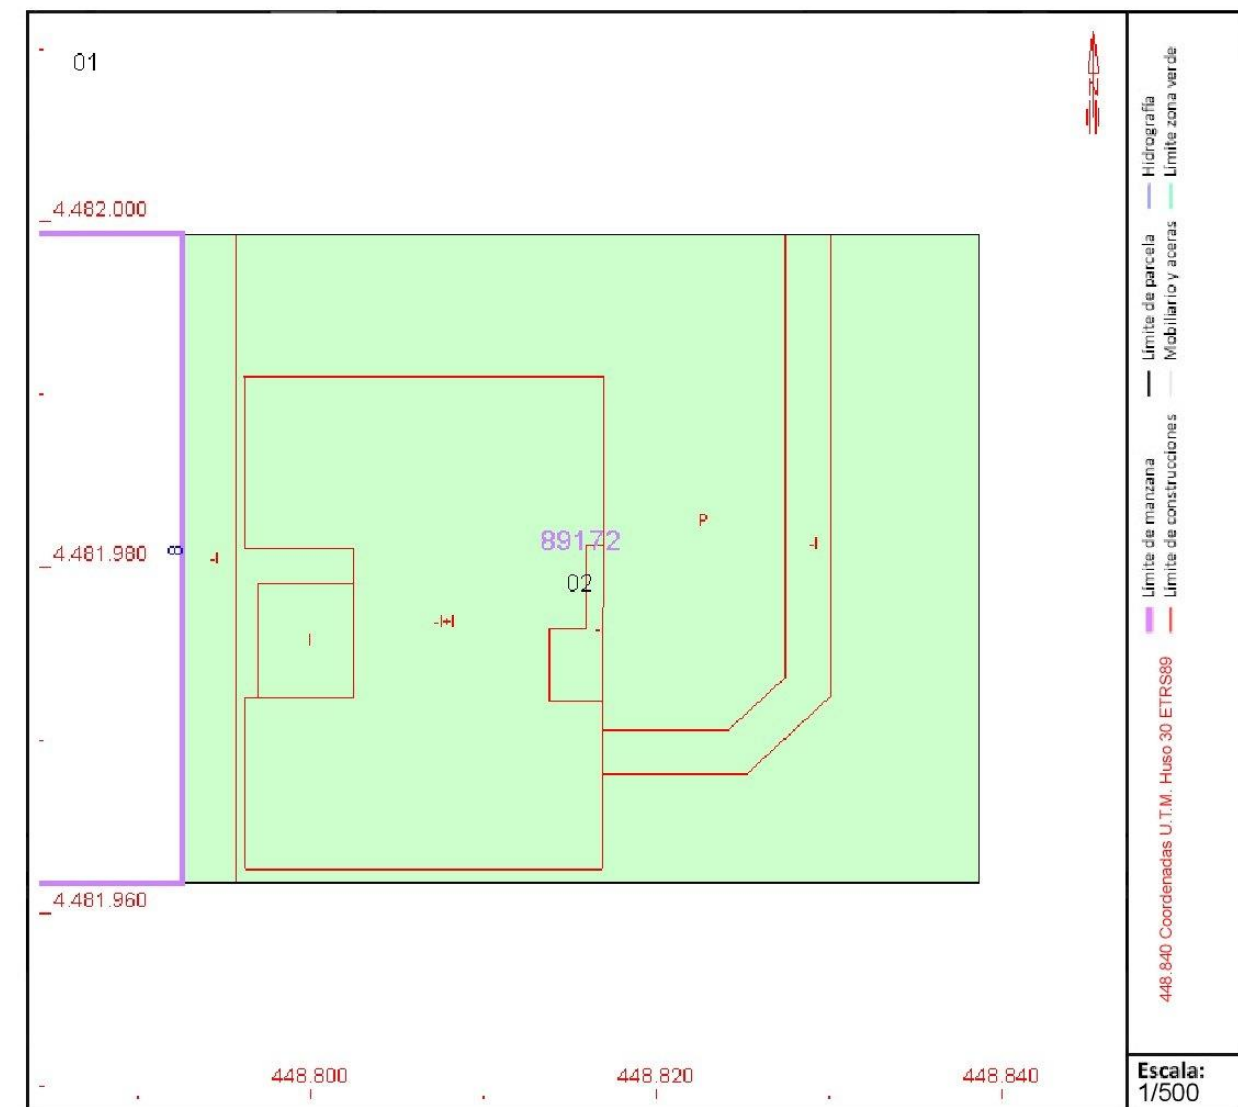 01
N
4.482.000
4.481.980
4.481.960
8
-I
I
-I+I
89172
02
-
P
-I
448.800
448.820
448.840
Límite de manzana
Límite de parcela
Hidrografía
Límite de construcciones
Mobiliario y aceras
Límite zona verde
448.840 Coordenadas U.T.M. Huso 30 ETRS89
Escala:
1/500